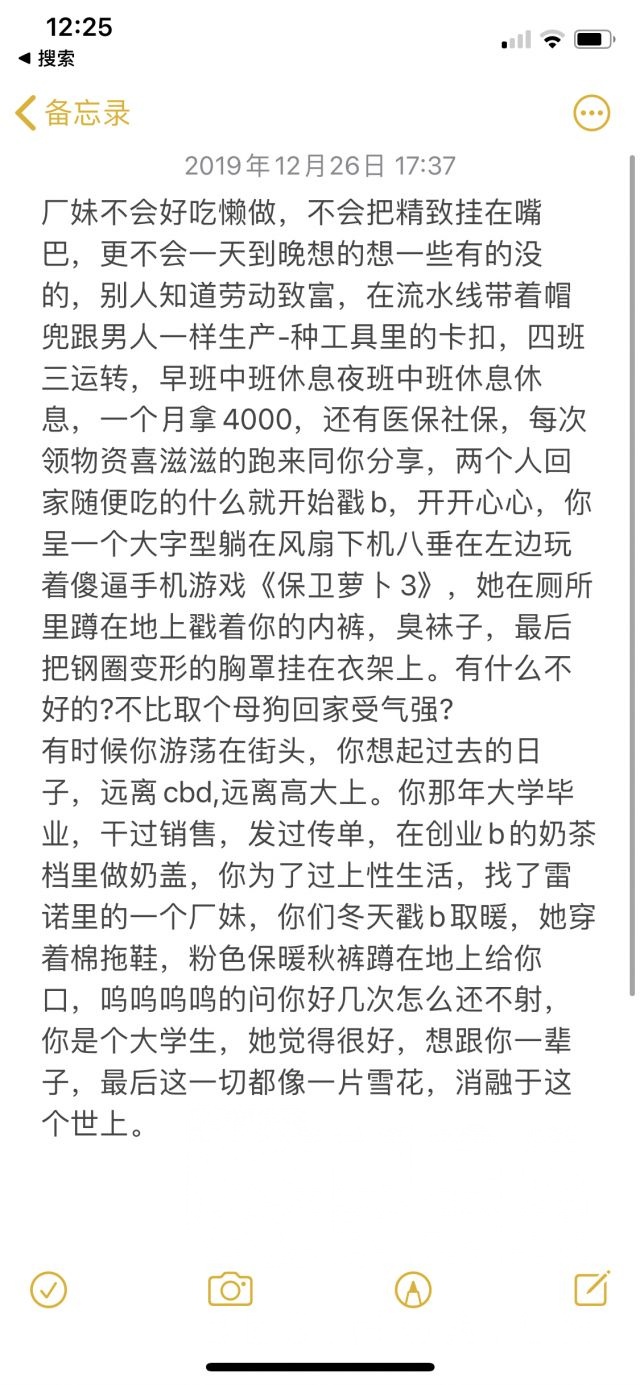 12:25
搜索
备忘录
2019年12月26日 17:37
厂妹不会好吃懒做，不会把精致挂在嘴
巴，更不会一天到晚想的想一些有的没
的，别人知道劳动致富，在流水线带着帽
兜跟男人一样生产-种工具里的卡扣，四班
三运转，早班中班休息夜班中班休息休
息，一个月拿4000，还有医保社保，每次
领物资喜滋滋的跑来同你分享，两个人回
家随便吃的什么就开始戳b，开开心心，你
呈一个大字型躺在风扇下机八垂在左边玩
着傻逼手机游戏《保卫萝卜3》，她在厕所
里蹲在地上戳着你的内裤，臭袜子，最后
把钢圈变形的胸罩挂在衣架上。有什么不
好的?不比取个母狗回家受气强?
有时候你游荡在街头，你想起过去的日
子，远离cbd,远离高大上。你那年大学毕
业，干过销售，发过传单，在创业b的奶茶
档里做奶盖，你为了过上性生活，找了雷
诺里的一个厂妹，你们冬天戳b取暖，她穿
着棉拖鞋，粉色保暖秋裤蹲在地上给你
口，呜呜呜鸣的问你好几次怎么还不射，
你是个大学生，她觉得很好，想跟你一辈
子，最后这一切都像一片雪花，消融于这
个世上。